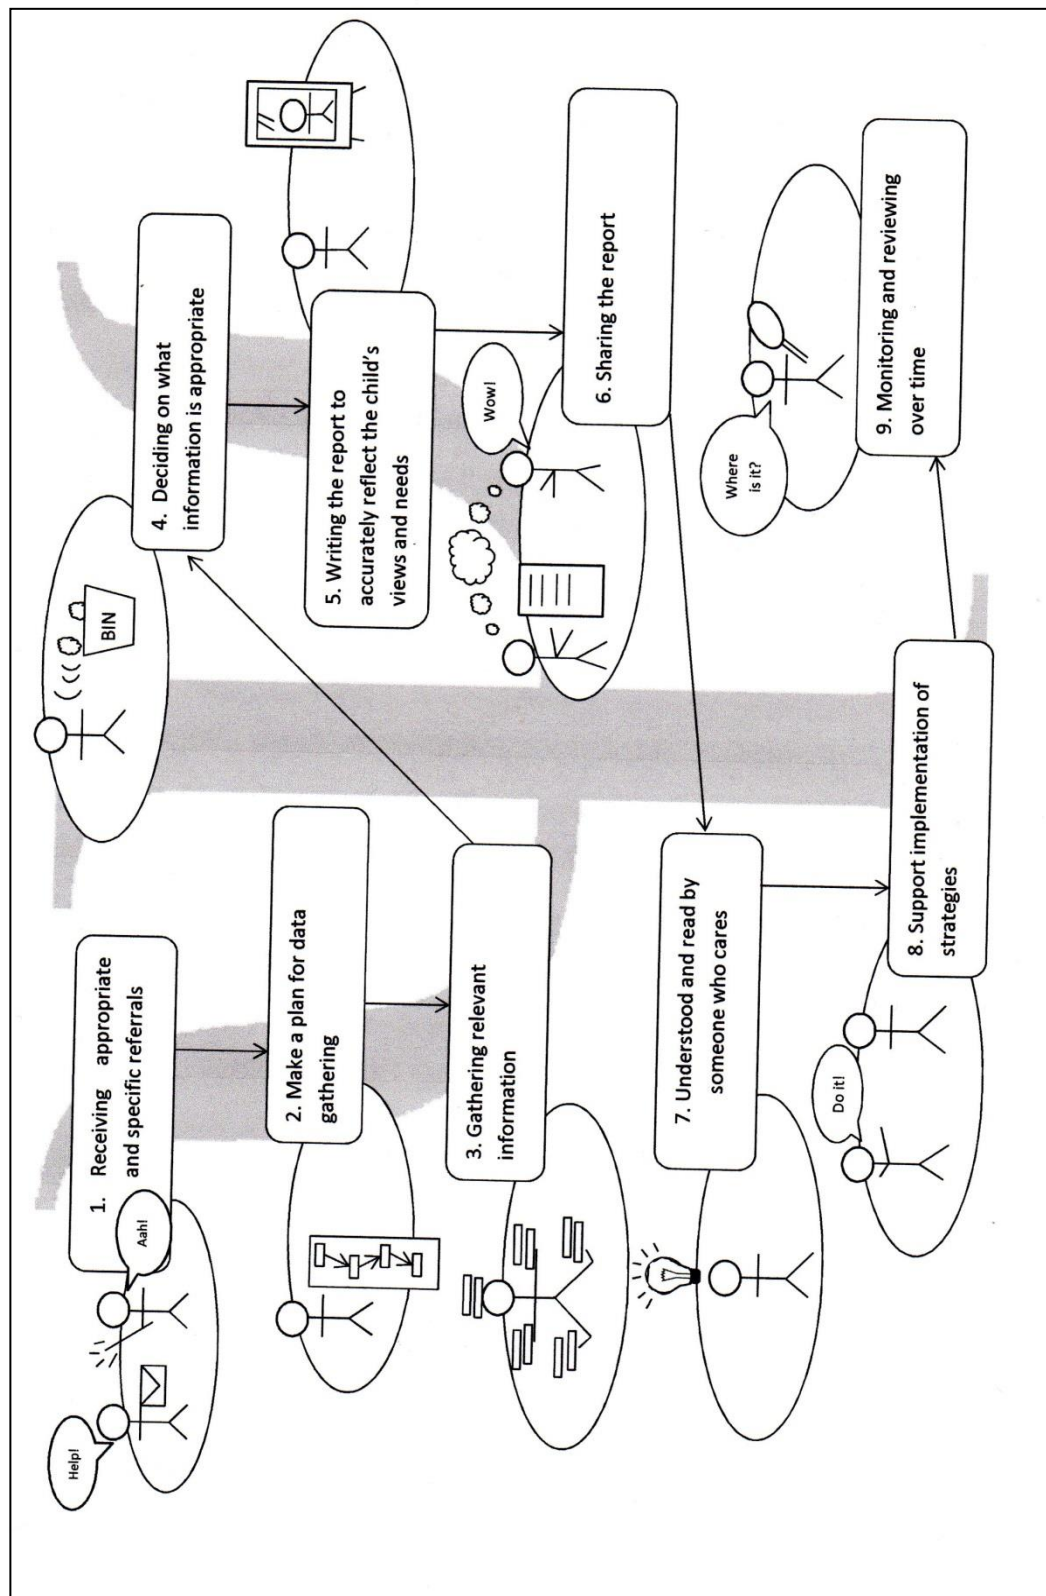 Help!
Aah!
1. Receiving appropriate
and specific referrals
2. Make a plan for data
gathering
3. Gathering relevant
information
BIN
4. Deciding on what
information is appropriate
5. Writing the report to
accurately reflect the child's
views and needs
Wow!
6. Sharing the report
7. Understood and read by
someone who cares
Do it!
8. Support implementation of
strategies
Where
is it?
9. Monitoring and reviewing
over time